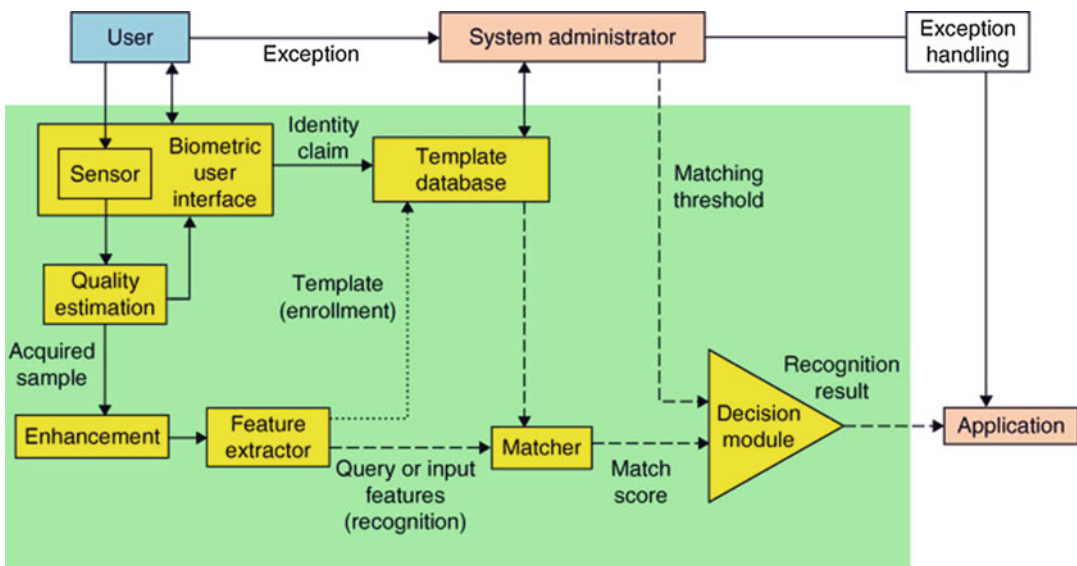 User
Exception
System administrator
Exception
handling
Sensor
Biometric
user
interface
Identity
claim
Template
database
Matching
threshold
Quality
estimation
Template
(enrollment)
Acquired
sample
Enhancement
Feature
extractor
Query or input
features
(recognition)
Matcher
Match
score
Decision
module
Recognition
result
Application